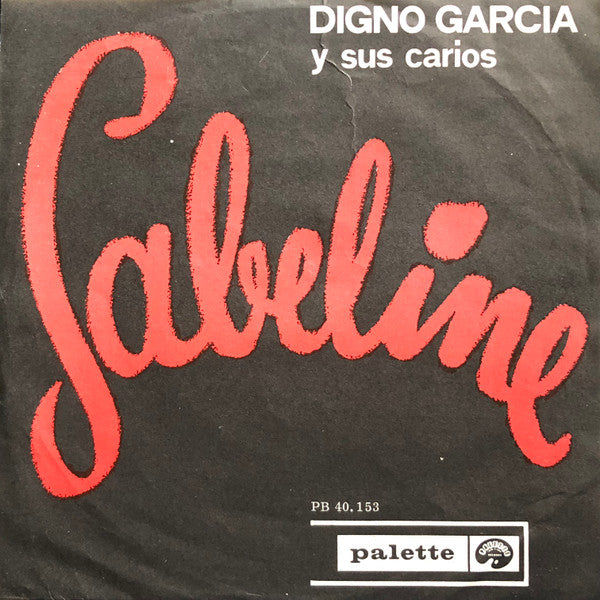 DIGNO GARCIA
y sus carios
Sabeline
PB 40.153
palette